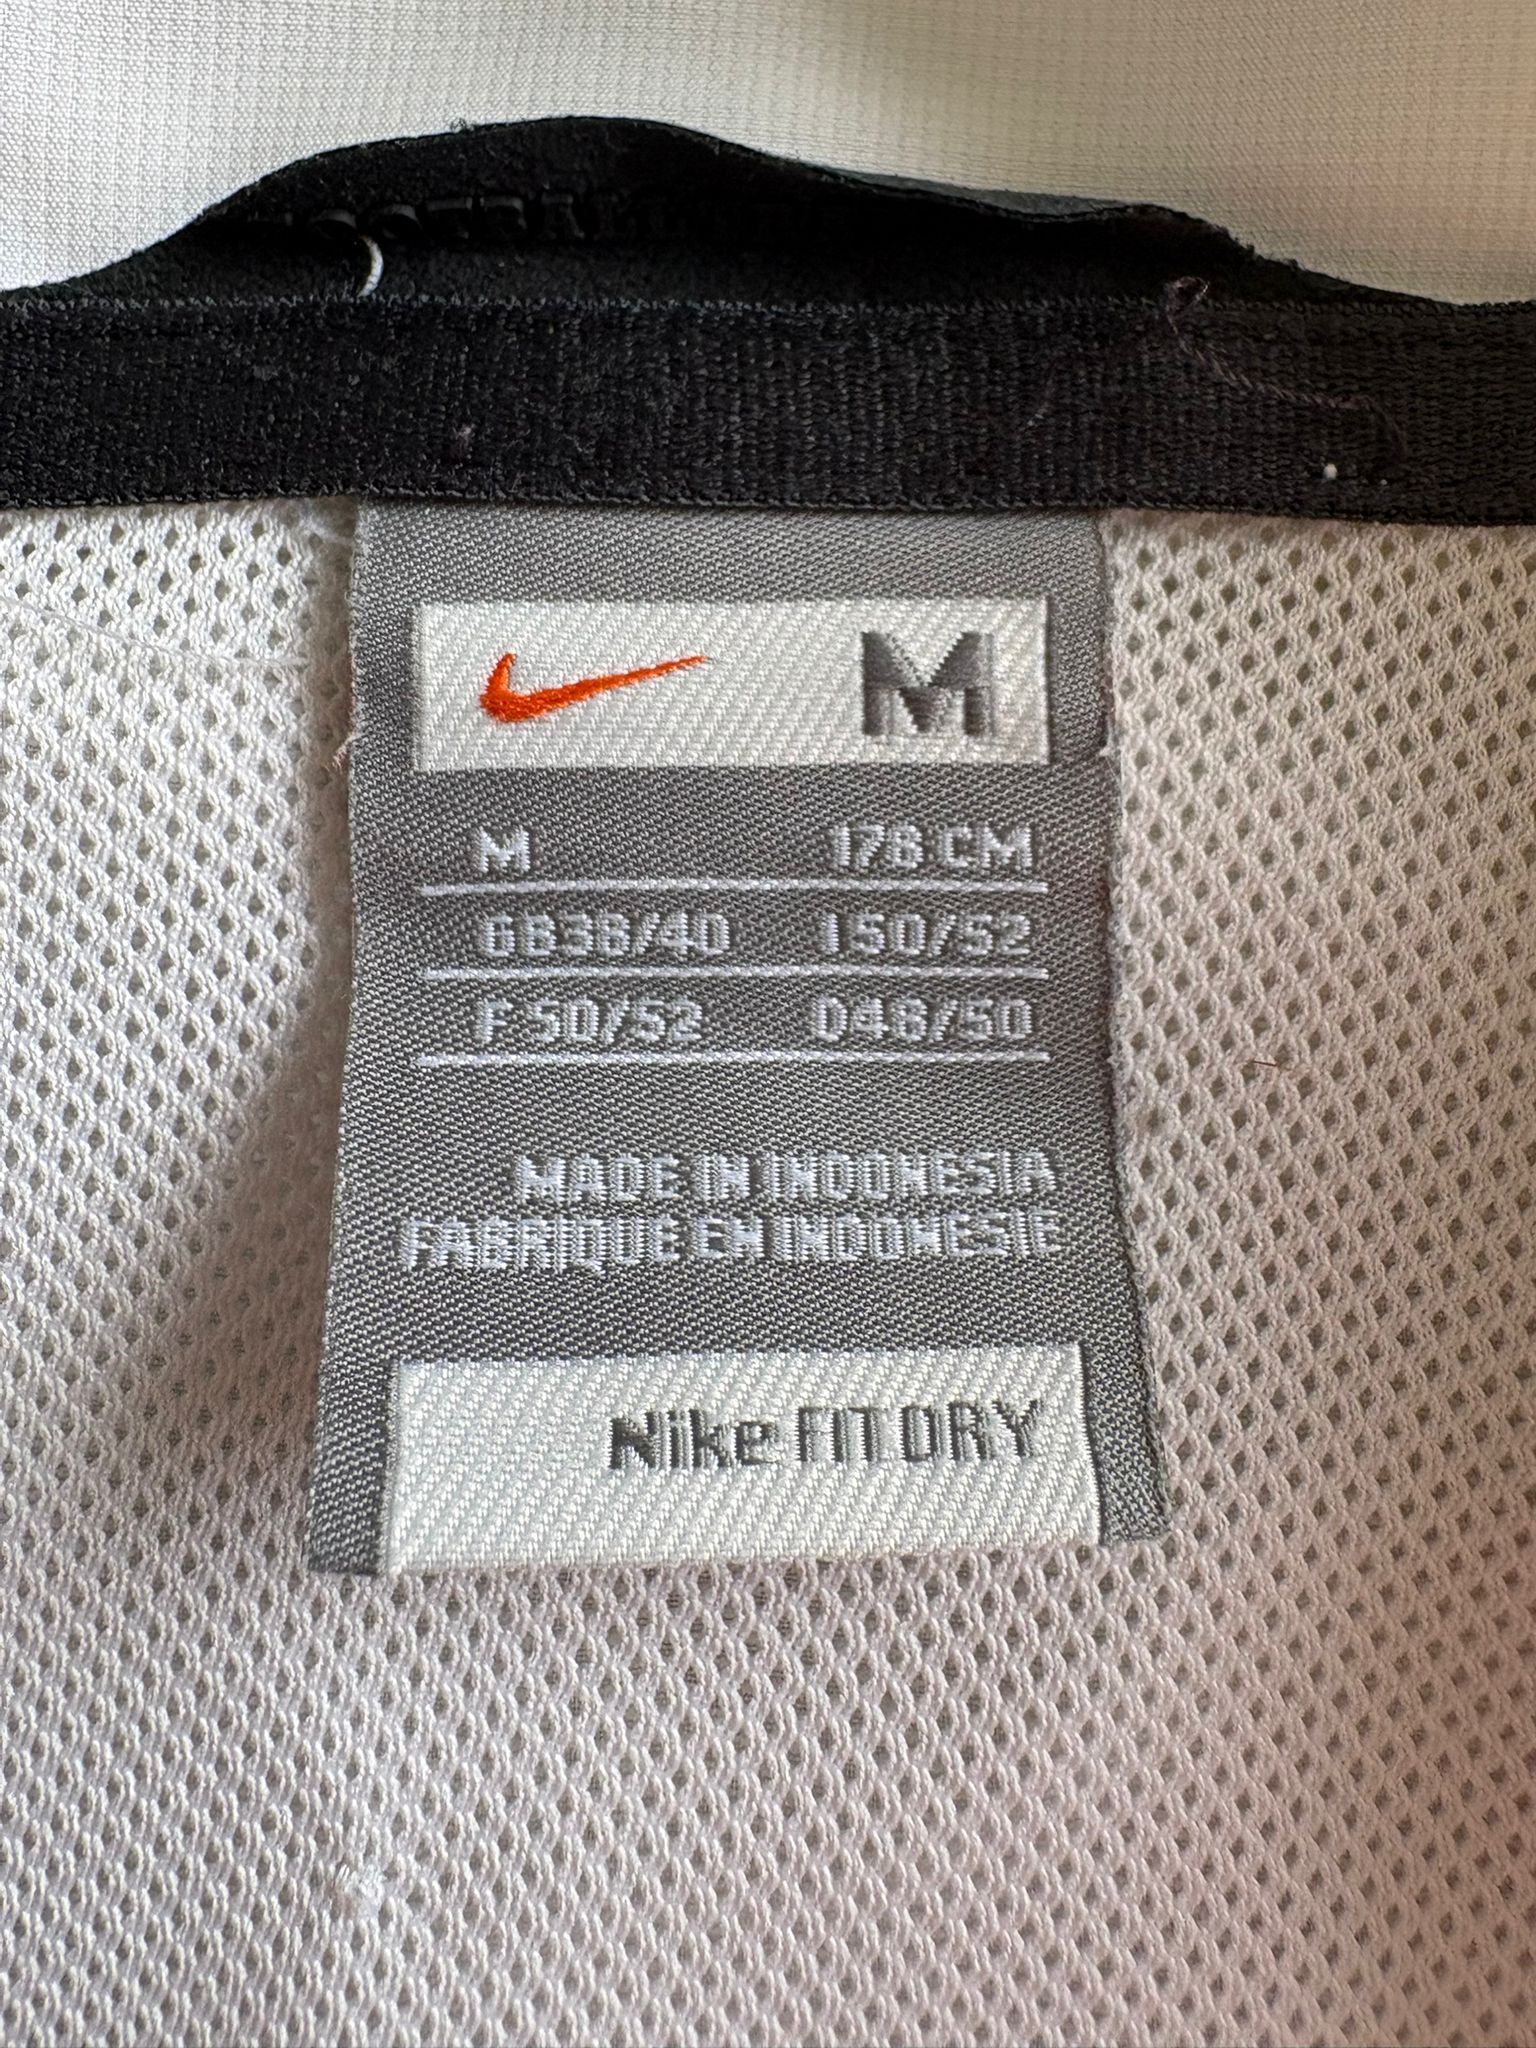 M
M 178 CM
GB38/40 I50/52
F 50/52 D48/50
MADE IN INDONESIA
FABRIQUE EN INDONESIE
Nike FIT DRY